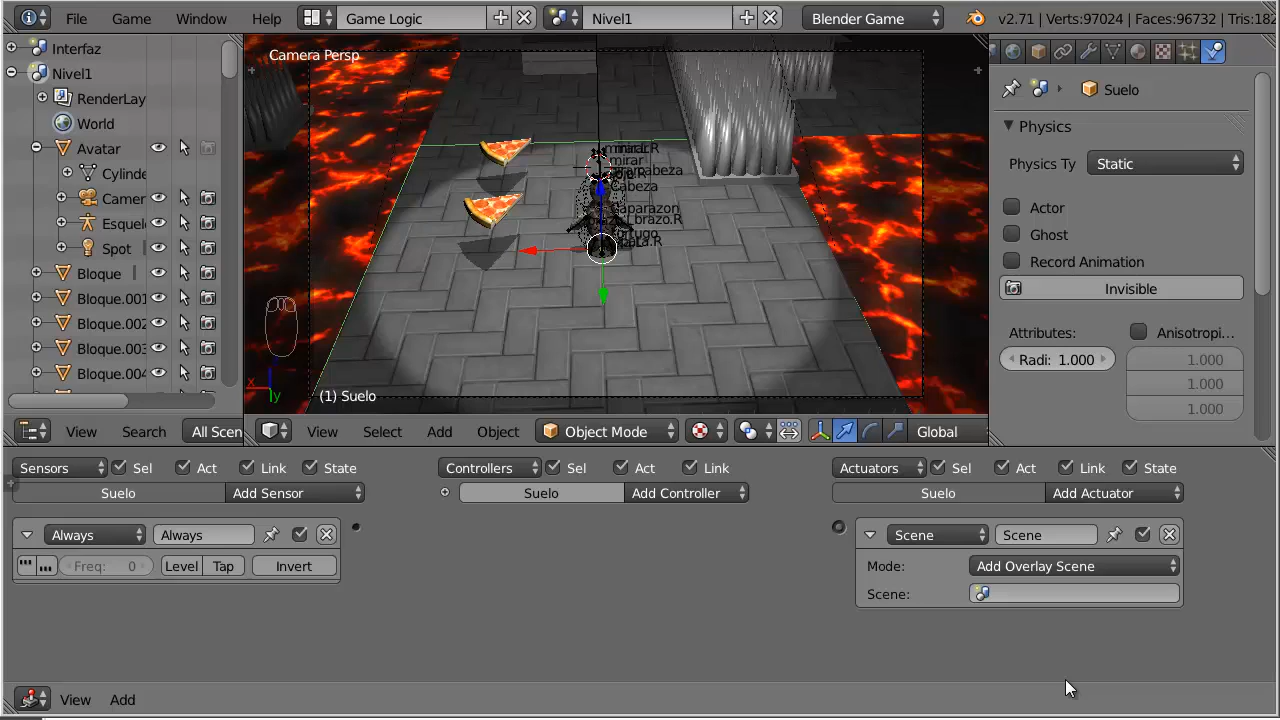 File Game Window Help Game Logic Nivel1 Blender Game v2.71 | Verts:97024 | Faces:96732 | Tris:182
Interfaz
Nivel1
RenderLay
World
Avatar
Cylinde
Camer
Esquele
Spot
Bloque
Bloque.001
Bloque.002
Bloque.003
Bloque.004
View Search All Scen
Camera Persp
mirar
Cabeza
(1) Suelo
View Select Add Object Object Mode Global
Suelo
Physics
Physics Ty Static
Actor
Ghost
Record Animation
Invisible
Attributes: Anisotropi...
Radi: 1.000 1.000
1.000
1.000
Sensors Sel Act Link State Controllers Sel Act Link Actuators Sel Act Link State
Suelo Add Sensor Suelo Add Controller Suelo Add Actuator
Always Always Scene Scene
Freq: 0 Level Tap Invert Mode: Add Overlay Scene
Scene:
View Add